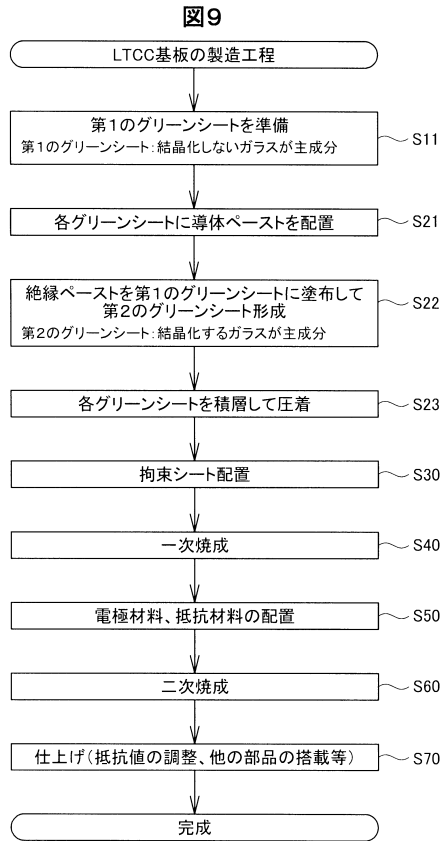 図9
LTCC基板の製造工程
第1のグリーンシートを準備
第1のグリーンシート:結晶化しないガラスが主成分
S11
各グリーンシートに導体ペーストを配置
S21
絶縁ペーストを第1のグリーンシートに塗布して
第2のグリーンシート形成
第2のグリーンシート:結晶化するガラスが主成分
S22
各グリーンシートを積層して圧着
S23
拘束シート配置
S30
一次焼成
S40
電極材料、抵抗材料の配置
S50
二次焼成
S60
仕上げ(抵抗値の調整、他の部品の搭載等)
S70
完成